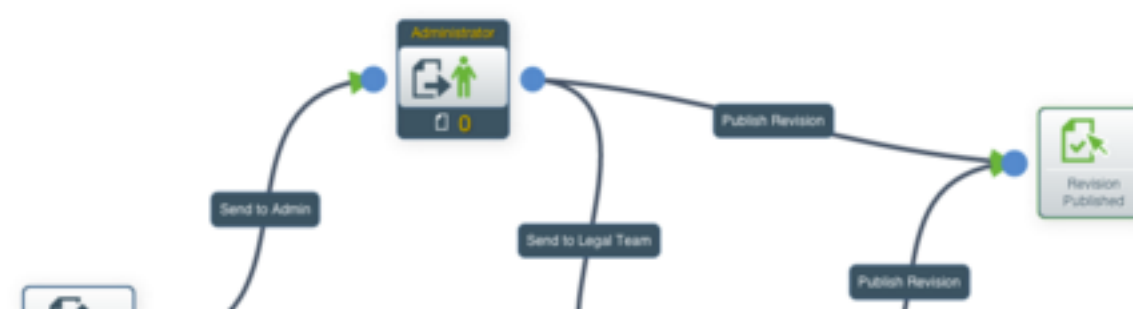 Administrator
0
Publish Revision
Revision
Published
Send to Admin
Send to Legal Team
Publish Revision